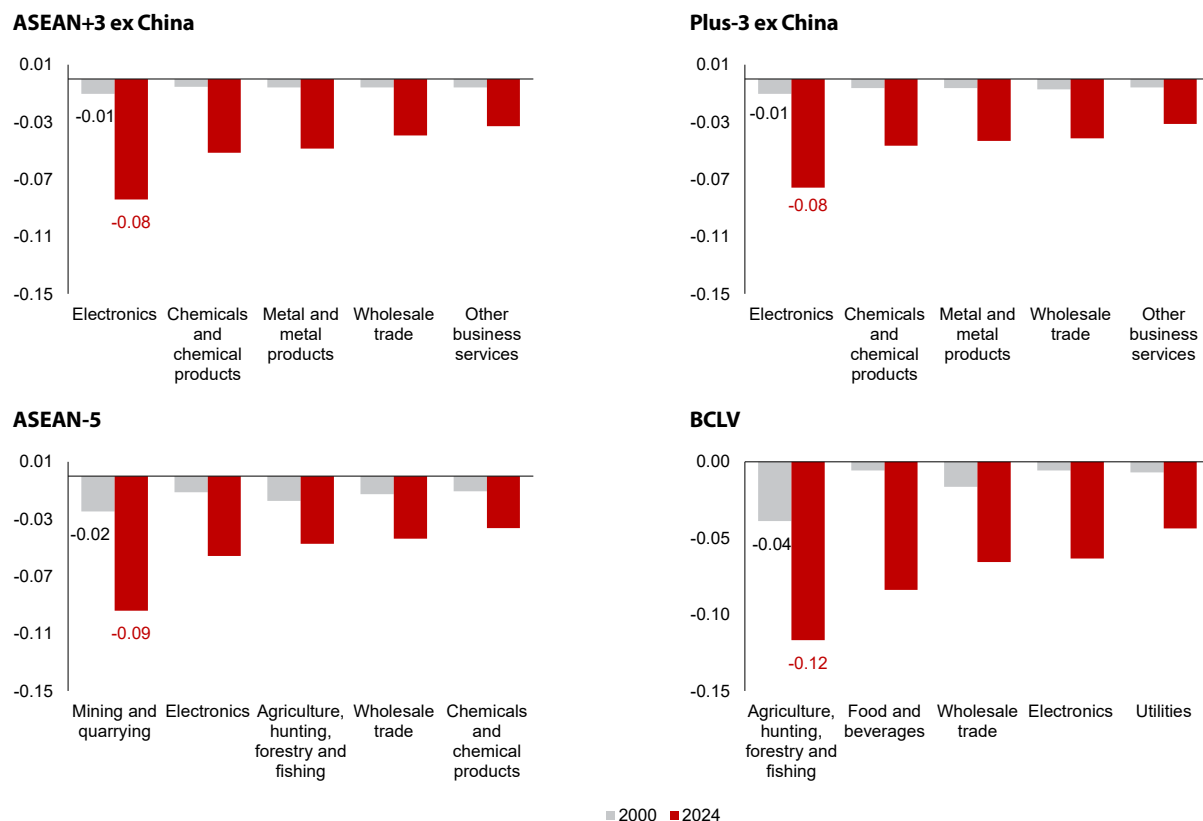 ASEAN+3 ex China
0.01
-0.03
-0.07
-0.11
-0.15
-0.01
-0.08
Electronics
Chemicals
and
chemical
products
Metal and
metal
products
Wholesale
trade
Other
business
services
Plus-3 ex China
0.01
-0.03
-0.07
-0.11
-0.15
-0.01
-0.08
Electronics
Chemicals
and
chemical
products
Metal and
metal
products
Wholesale
trade
Other
business
services
ASEAN-5
0.01
-0.03
-0.07
-0.11
-0.15
-0.02
-0.09
Mining and
quarrying
Electronics
Agriculture,
hunting,
forestry and
fishing
Wholesale
trade
Chemicals
and
chemical
products
BCLV
0.00
-0.05
-0.10
-0.15
-0.04
-0.12
Agriculture,
hunting,
forestry and
fishing
Food and
beverages
Wholesale
trade
Electronics
Utilities
2000 2024